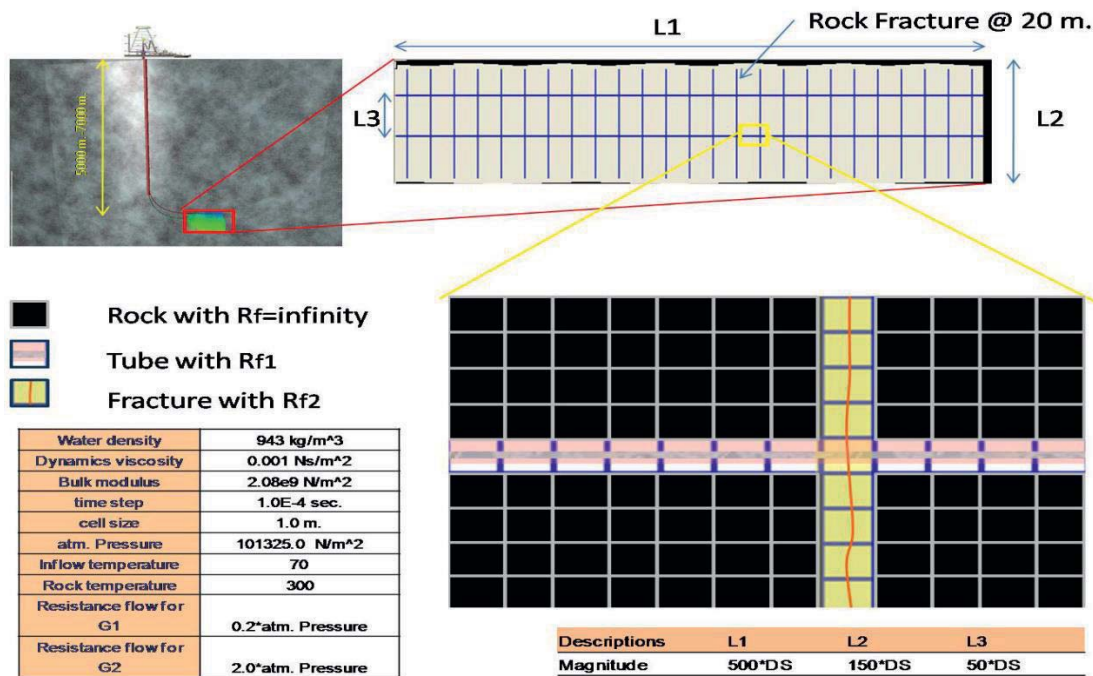 L1
Rock Fracture @ 20 m.
L3
L2
5000 m .7000 m
Rock with Rf=infinity
Tube with Rf1
Fracture with Rf2
Water density 943 kg/m^3
Dynamics viscosity 0.001 Ns/m^2
Bulk modulus 2.08e9 N/m^2
time step 1.0E-4 sec.
cell size 1.0 m.
atm. Pressure 101325.0 N/m^2
Inflow temperature 70
Rock temperature 300
Resistance flow for
G1 0.2*atm. Pressure
Resistance flow for
G2 2.0*atm. Pressure
Descriptions L1 L2 L3
Magnitude 500*DS 150*DS 50*DS